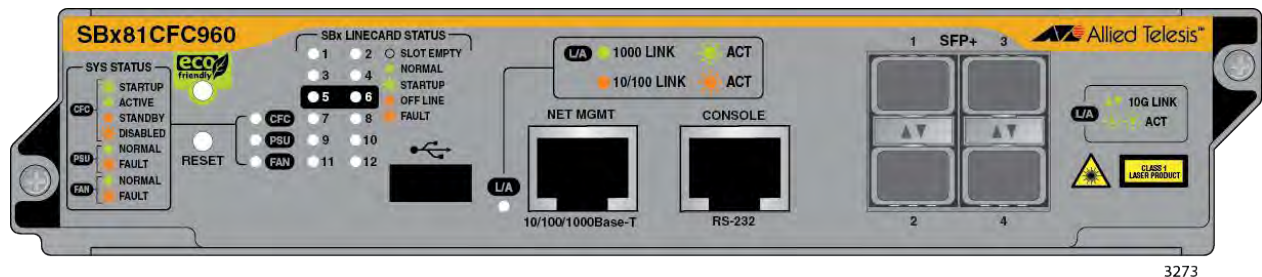 SBx81CFC960
eco
friendly
SYS STATUS
CFC
STARTUP
ACTIVE
STANDBY
DISABLED
PSU
NORMAL
FAULT
FAN
NORMAL
FAULT
RESET
CFC
PSU
FAN
SBx LINECARD STATUS
1 2 SLOT EMPTY
3 4 NORMAL
STARTUP
5 6 OFF LINE
7 8 FAULT
9 10
11 12
L/A 1000 LINK ACT
10/100 LINK ACT
NET MGMT
L/A
10/100/1000Base-T
CONSOLE
RS-232
1 SFP+ 3
2 4
Allied Telesis™
L/A
10G LINK
ACT
CLASS 1
LASER PRODUCT
3273